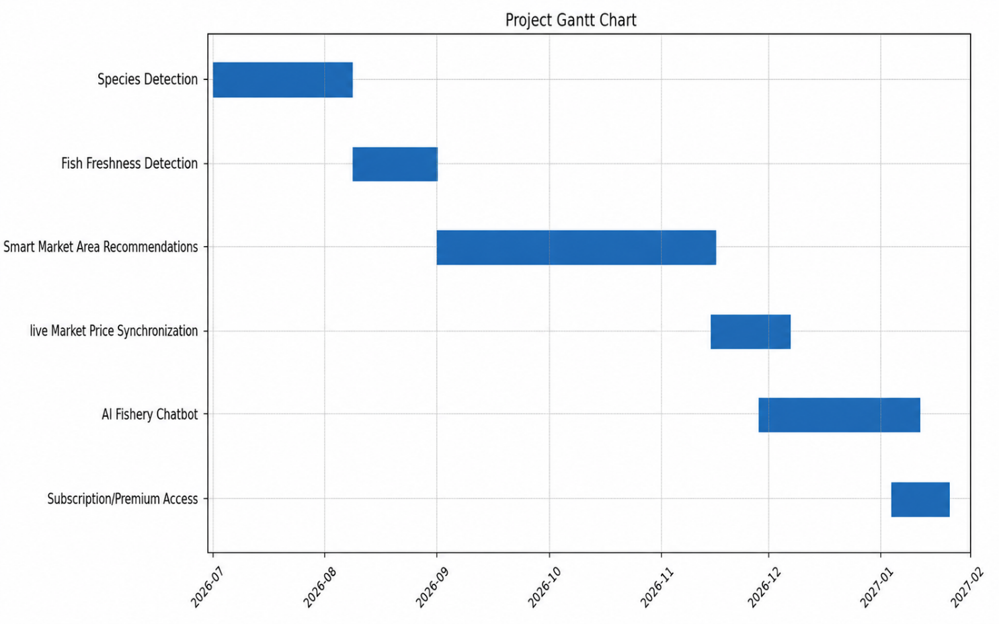 Project Gantt Chart
Species Detection
Fish Freshness Detection
Smart Market Area Recommendations
live Market Price Synchronization
AI Fishery Chatbot
Subscription/Premium Access
2026-07
2026-08
2026-09
2026-10
2026-11
2026-12
2027-01
2027-02